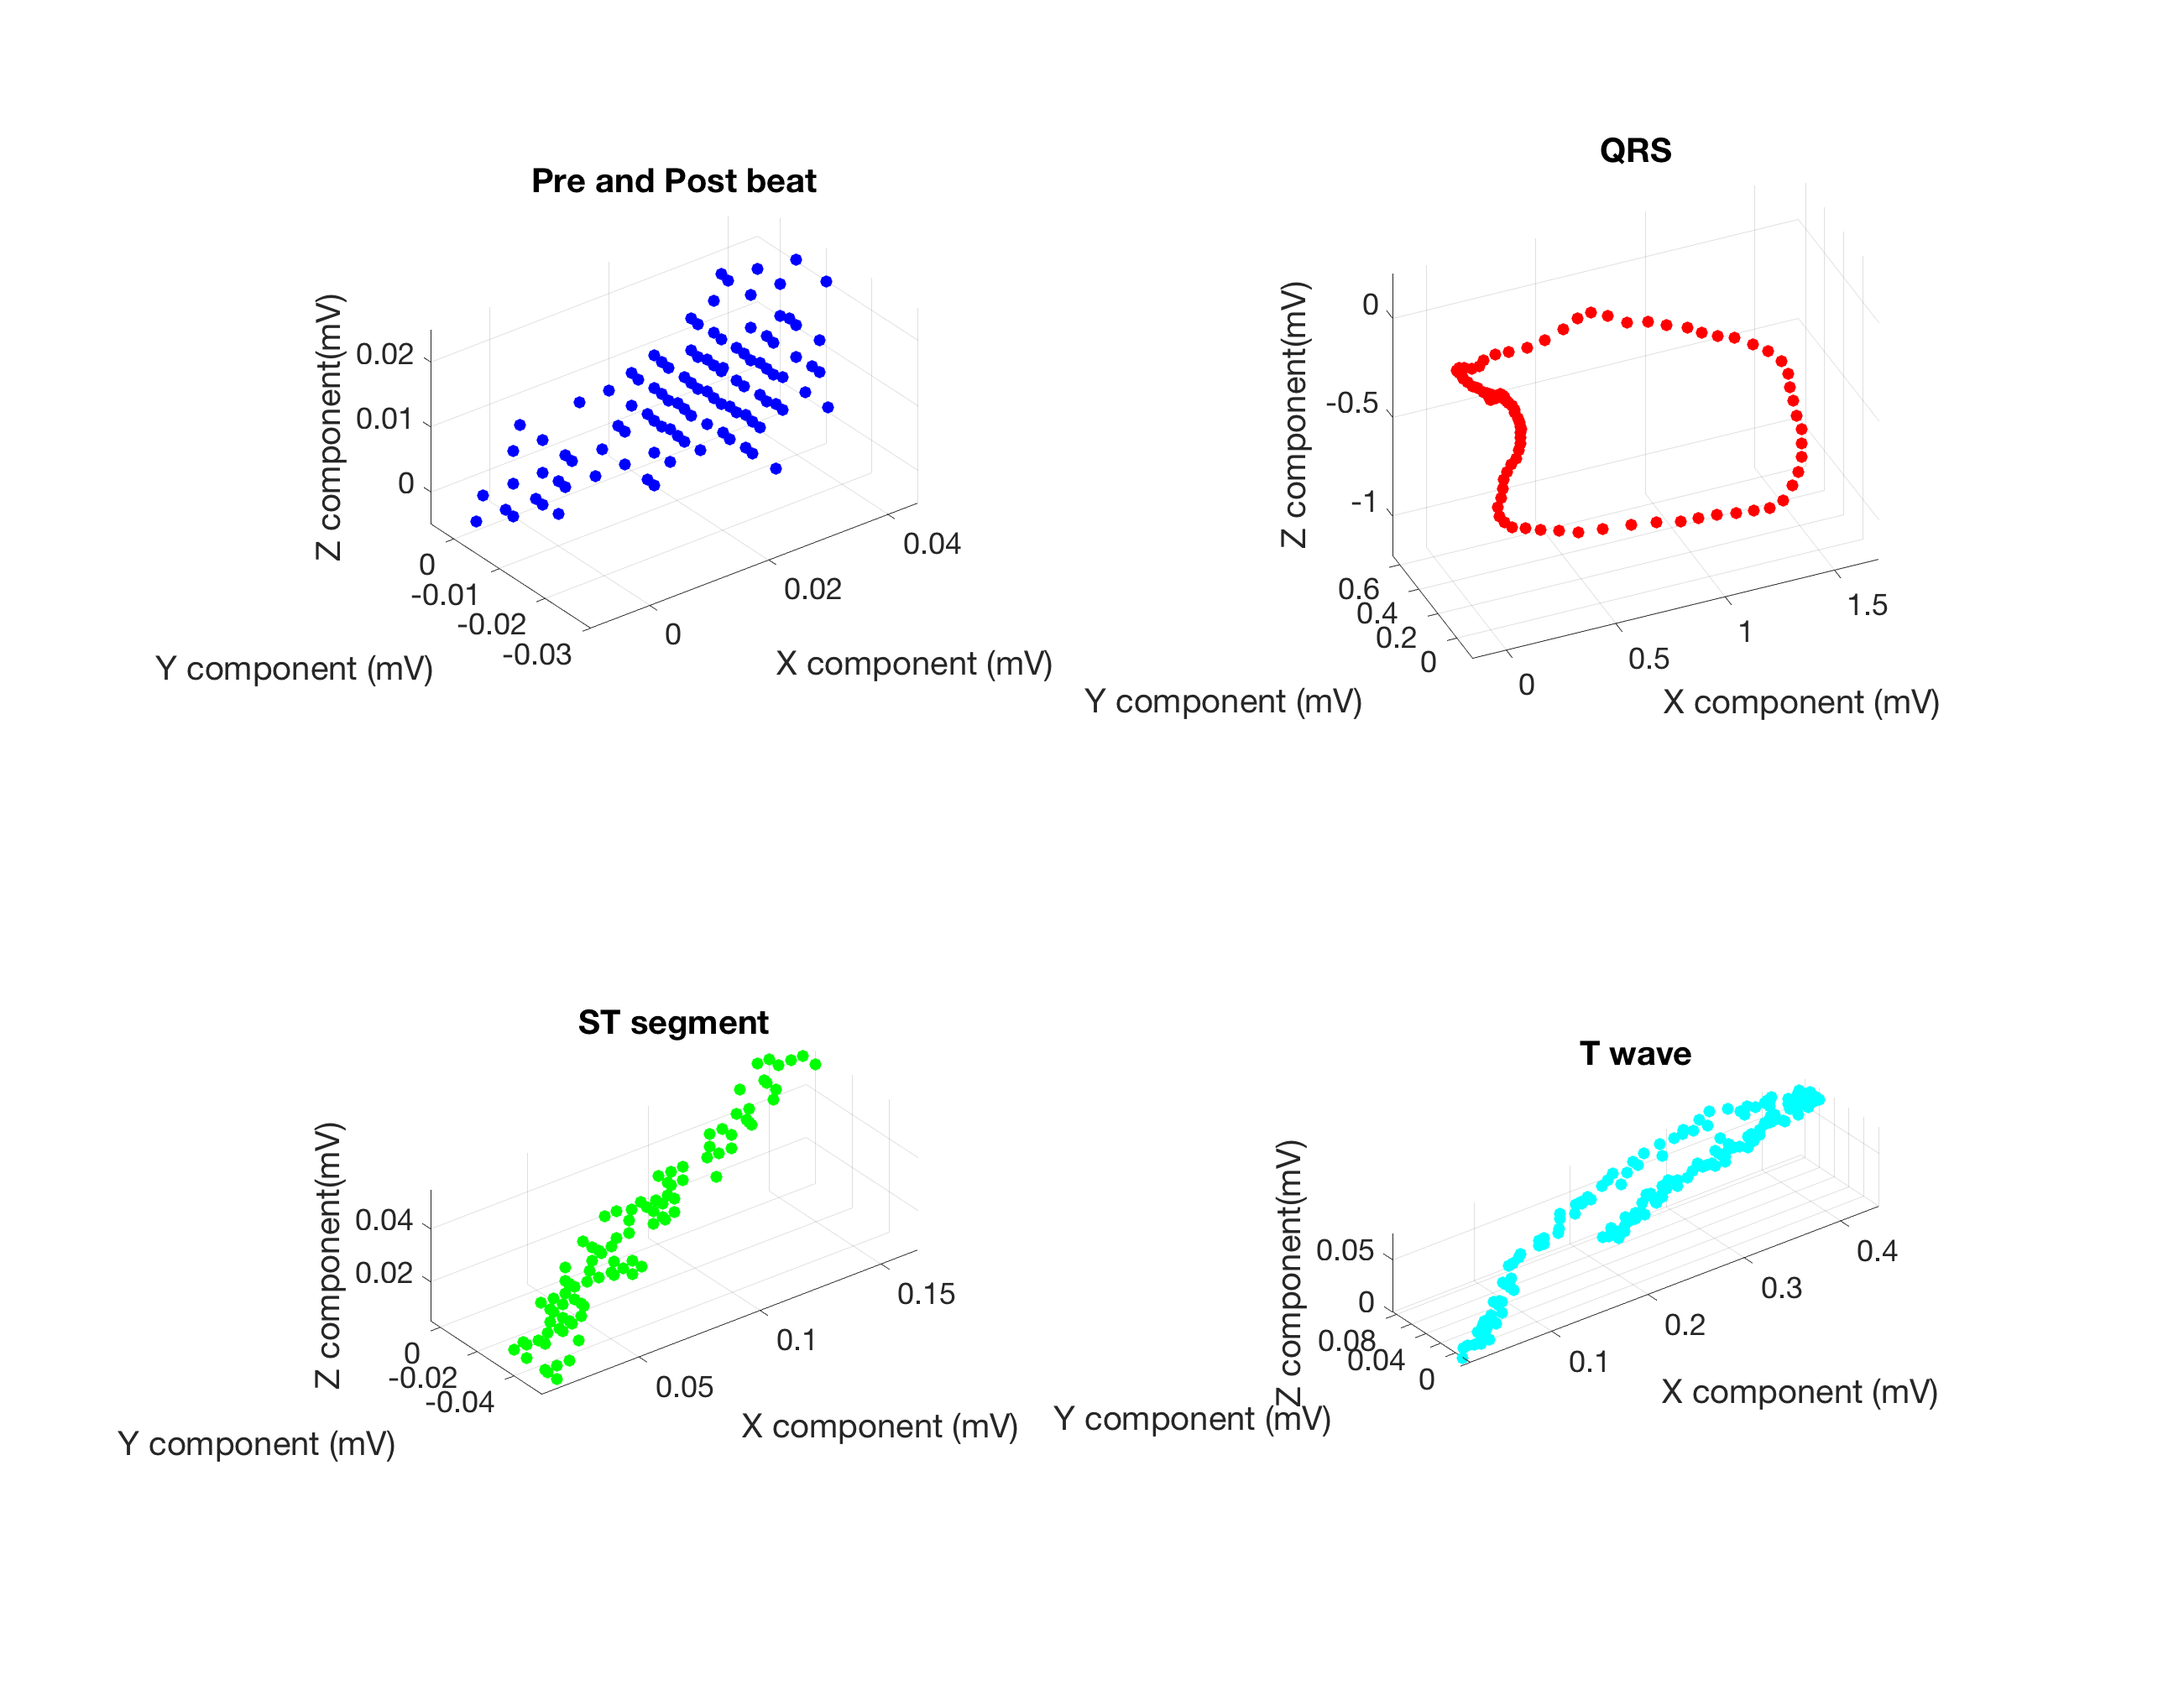 Pre and Post beat
Z component(mV)
0.02
0.01
0
0
-0.01
-0.02
-0.03
Y component (mV)
0
0.02
0.04
X component (mV)
QRS
Z component(mV)
0
-0.5
-1
0.6
0.4
0.2
0
Y component (mV)
0
0.5
1
1.5
X component (mV)
ST segment
Z component(mV)
0.04
0.02
0
-0.02
-0.04
Y component (mV)
0.05
0.1
0.15
X component (mV)
T wave
Z component(mV)
0.05
0
0.08
0.04
0
Y component (mV)
0.1
0.2
0.3
0.4
X component (mV)